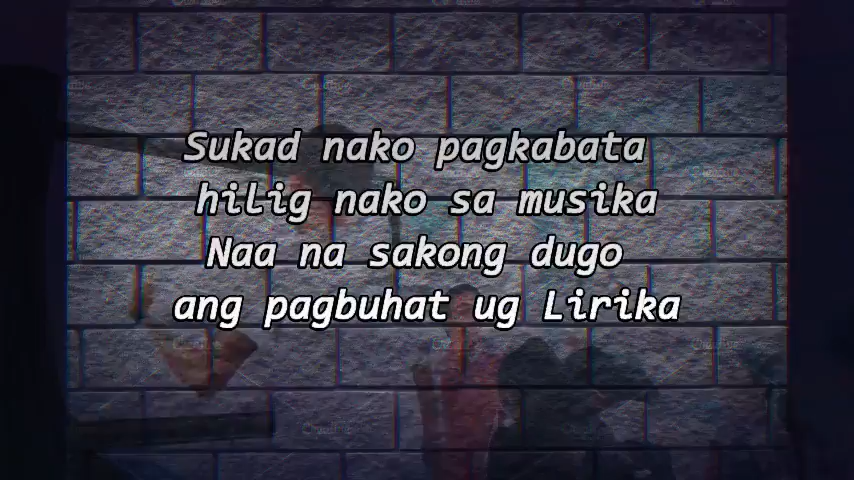 Sukad nako pagkabata
hilig nako sa musika
Naa na sakong dugo
ang pagbuhat ug Lirika